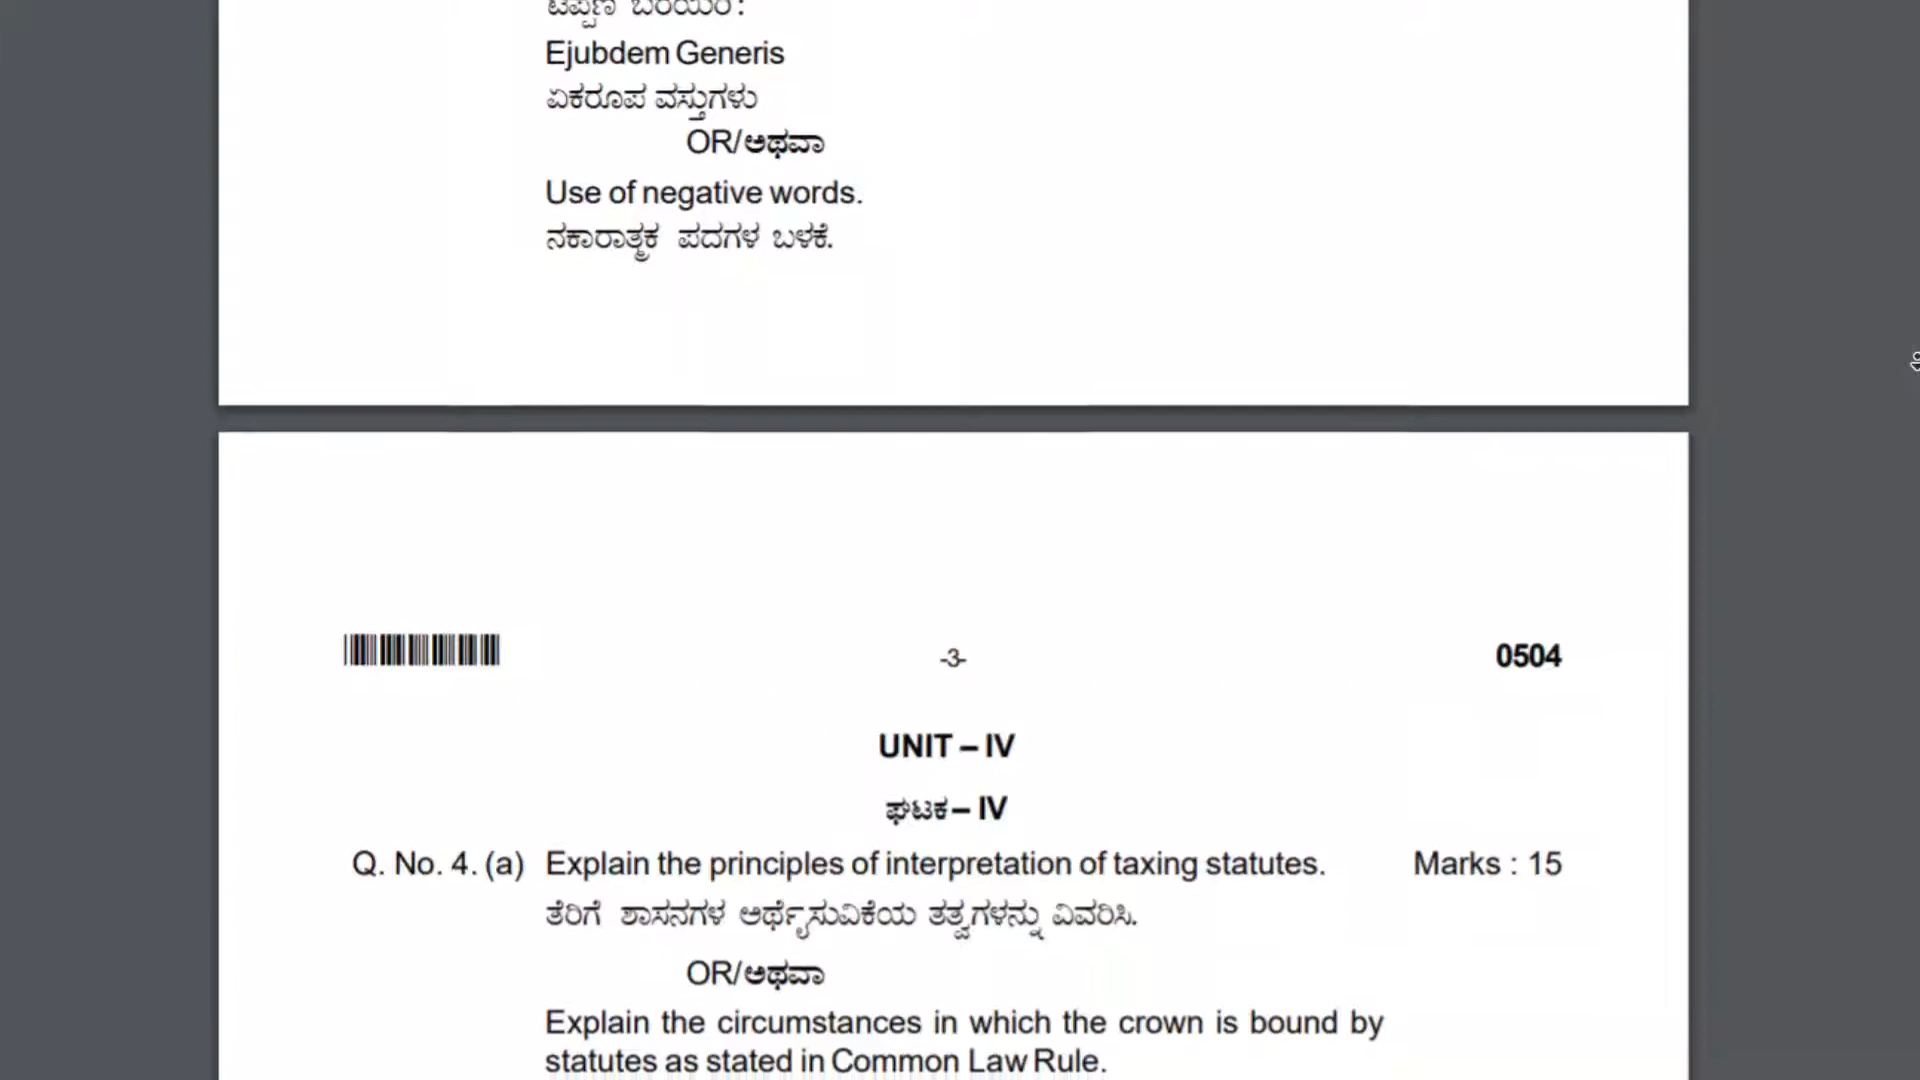 ಟಿಪ್ಪಣಿ ಬರೆಯಿರಿ:
Ejubdem Generis
ಏಕರೂಪ ವಸ್ತುಗಳು
OR/ಅಥವಾ
Use of negative words.
ನಕಾರಾತ್ಮಕ ಪದಗಳ ಬಳಕೆ.
-3-
0504
UNIT – IV
ಘಟಕ – IV
Q. No. 4. (a) Explain the principles of interpretation of taxing statutes. Marks : 15
ತೆರಿಗೆ ಶಾಸನಗಳ ಅರ್ಥೈಸುವಿಕೆಯ ತತ್ವಗಳನ್ನು ವಿವರಿಸಿ.
OR/ಅಥವಾ
Explain the circumstances in which the crown is bound by
statutes as stated in Common Law Rule.